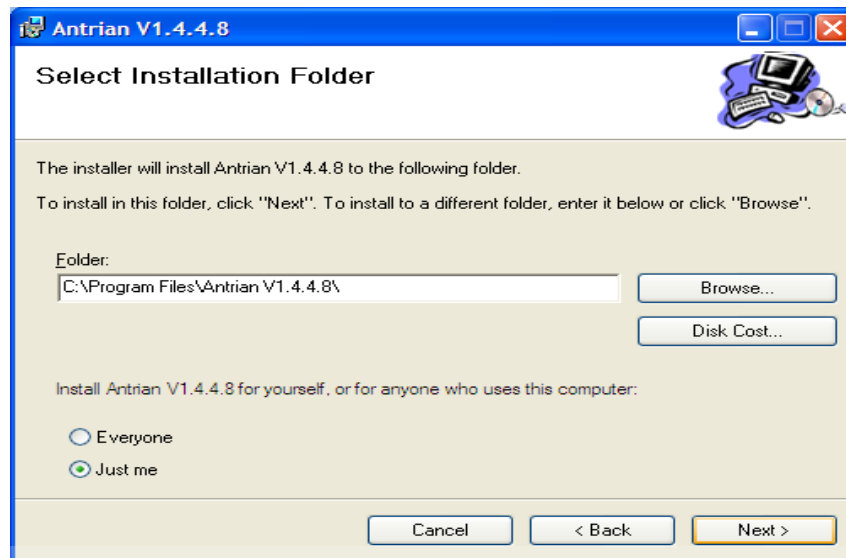 Antrian V1.4.4.8
Select Installation Folder
The installer will install Antrian V1.4.4.8 to the following folder.
To install in this folder, click "Next". To install to a different folder, enter it below or click "Browse".
Folder:
C:\Program Files\Antrian V1.4.4.8\
Browse...
Disk Cost...
Install Antrian V1.4.4.8 for yourself, or for anyone who uses this computer:
Everyone
Just me
Cancel
< Back
Next >